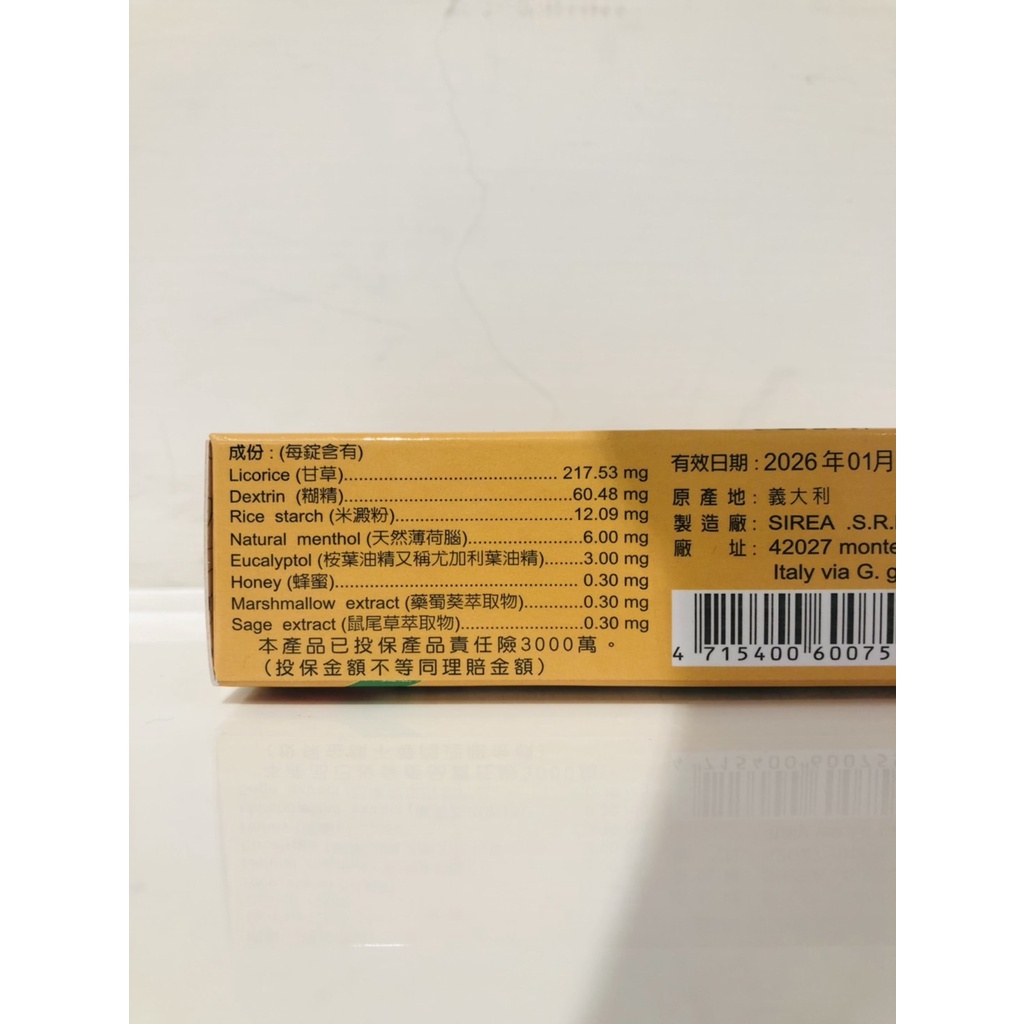 成份：(每錠含有)
Licorice (甘草)................................... 217.53 mg
Dextrin (糊精)......................................60.48 mg
Rice starch (米澱粉)..............................12.09 mg
Natural menthol (天然薄荷腦)...................6.00 mg
Eucalyptol (桉葉油精又稱尤加利葉油精).......3.00 mg
Honey (蜂蜜)........................................ 0.30 mg
Marshmallow extract (藥蜀葵萃取物)..........0.30 mg
Sage extract (鼠尾草萃取物)....................0.30 mg
本產品已投保產品責任險3000萬。
(投保金額不等同理賠金額)
有效日期：2026年01月
原產地：義大利
製造廠：SIREA .S.R.
廠 址：42027 monte
Italy via G. g
4 715400 60075